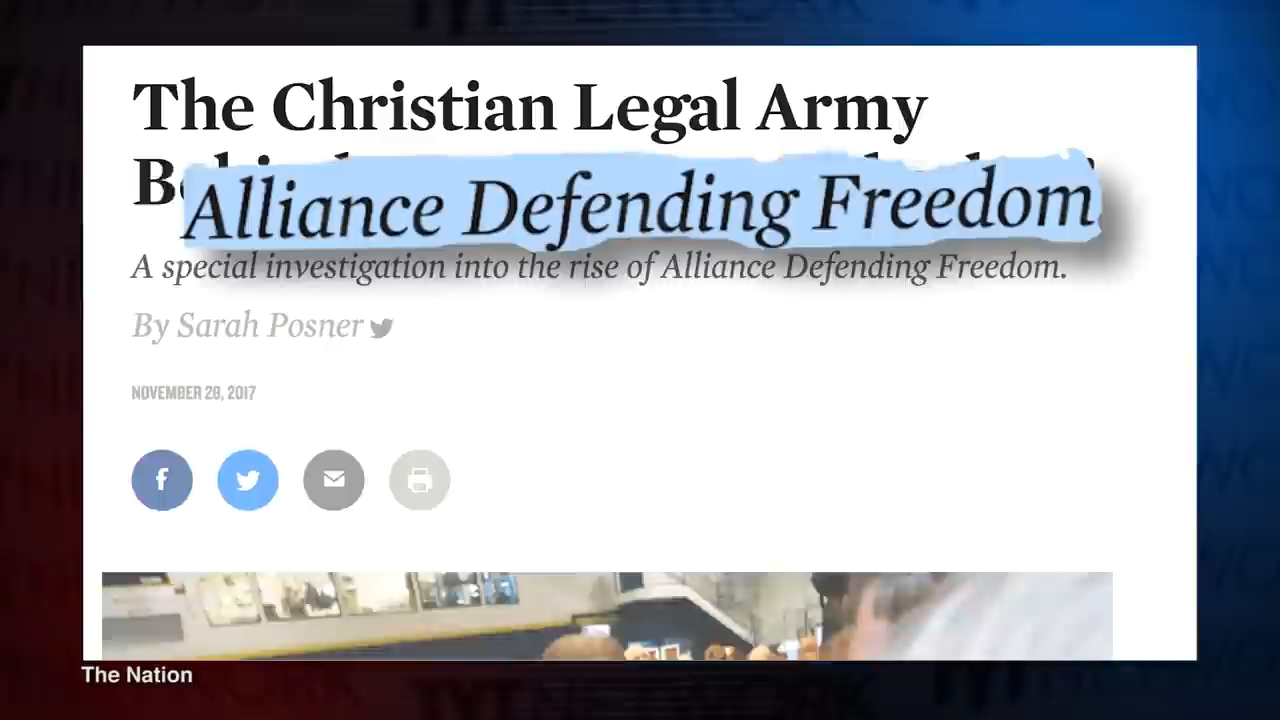 The Christian Legal Army
Alliance Defending Freedom
A special investigation into the rise of Alliance Defending Freedom.
By Sarah Posner
NOVEMBER 28, 2017
The Nation